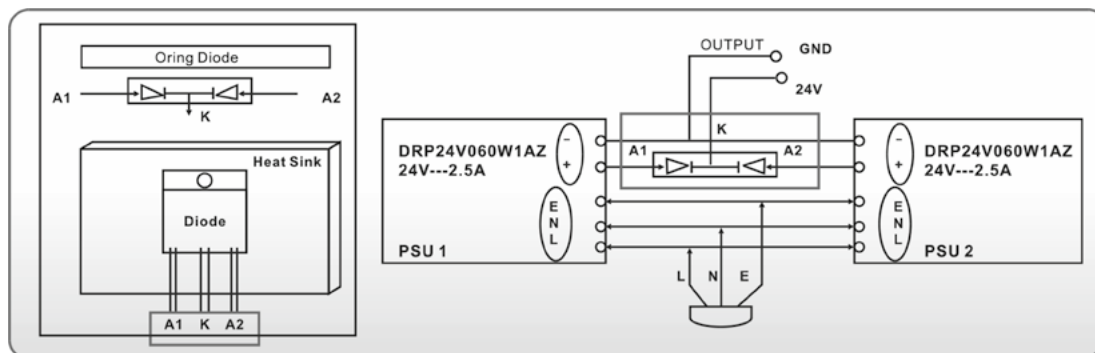 Oring Diode
A1
A2
K
Heat Sink
Diode
A1 K A2
OUTPUT
GND
24V
K
A1
A2
DRP24V060W1AZ
24V---2.5A
PSU 1
-
+
E
N
L
DRP24V060W1AZ
24V---2.5A
PSU 2
-
+
E
N
L
L N E